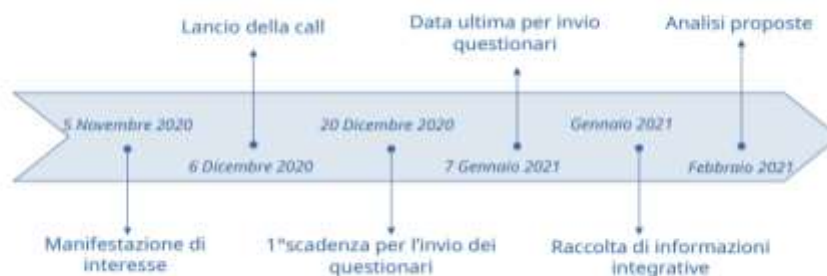 Lancio della call
Data ultima per invio
questionari
Analisi proposte
5 Novembre 2020
20 Dicembre 2020
Gennaio 2021
6 Dicembre 2020
7 Gennaio 2021
Febbraio 2021
Manifestazione di
interesse
1°scadenza per l'invio dei
questionari
Raccolta di informazioni
integrative